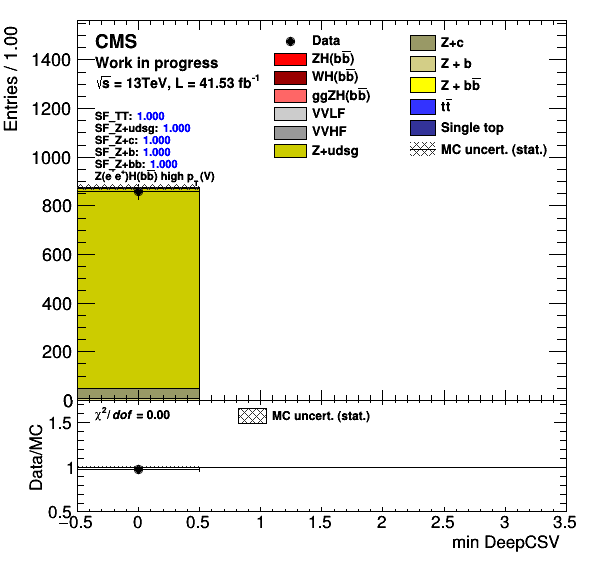 CMS
Work in progress
√s = 13TeV, L = 41.53 fb⁻¹
SF_TT: 1.000
SF_Z+udsg: 1.000
SF_Z+c: 1.000
SF_Z+b: 1.000
SF_Z+bb: 1.000
Z(e⁻e⁺)H(bb̅) high p_T(V)
Data
ZH(bb̅)
WH(bb̅)
ggZH(bb̅)
VVLF
VVHF
Z+udsg
Z+c
Z + b
Z + bb̅
tt̅
Single top
MC uncert. (stat.)
Entries / 1.00
1400
1200
1000
800
600
400
200
0
χ²/dof = 0.00
MC uncert. (stat.)
Data/MC
1.5
1
0.5
−0.5 0 0.5 1 1.5 2 2.5 3 3.5
min DeepCSV